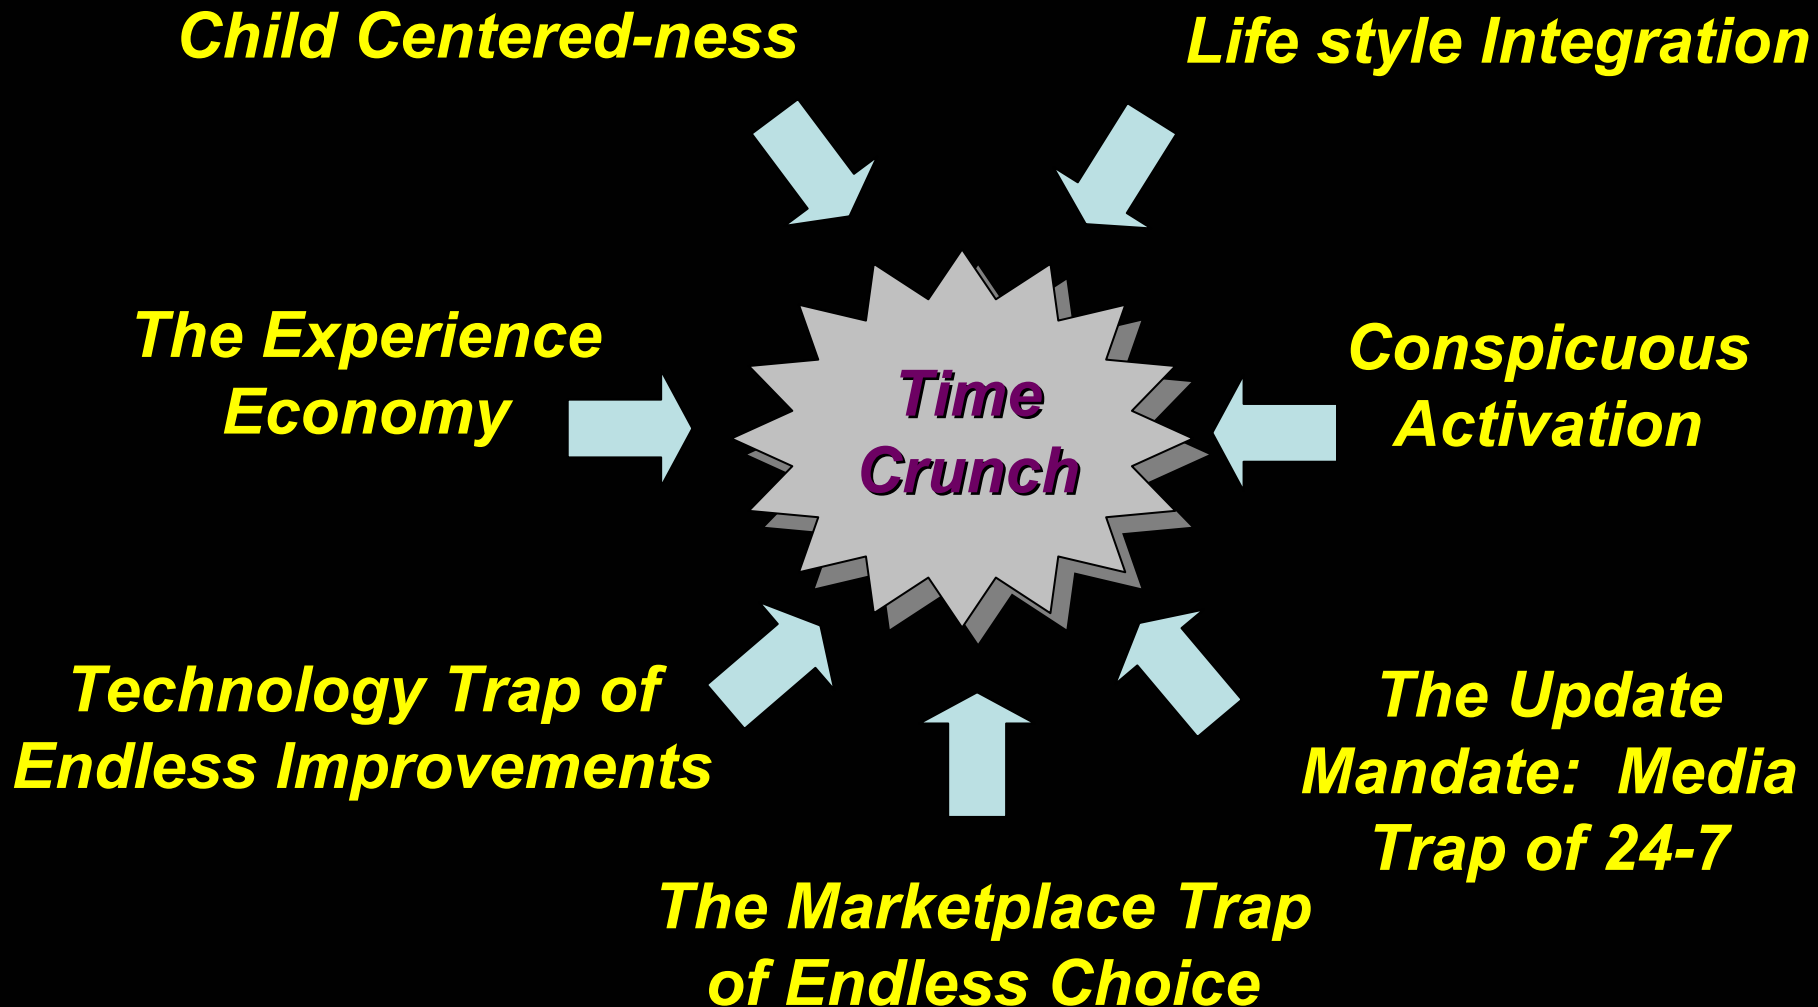 Child Centered-ness
Life style Integration
The Experience
Economy
Time
Crunch
Conspicuous
Activation
Technology Trap of
Endless Improvements
The Update
Mandate:  Media
Trap of 24-7
The Marketplace Trap
of Endless Choice